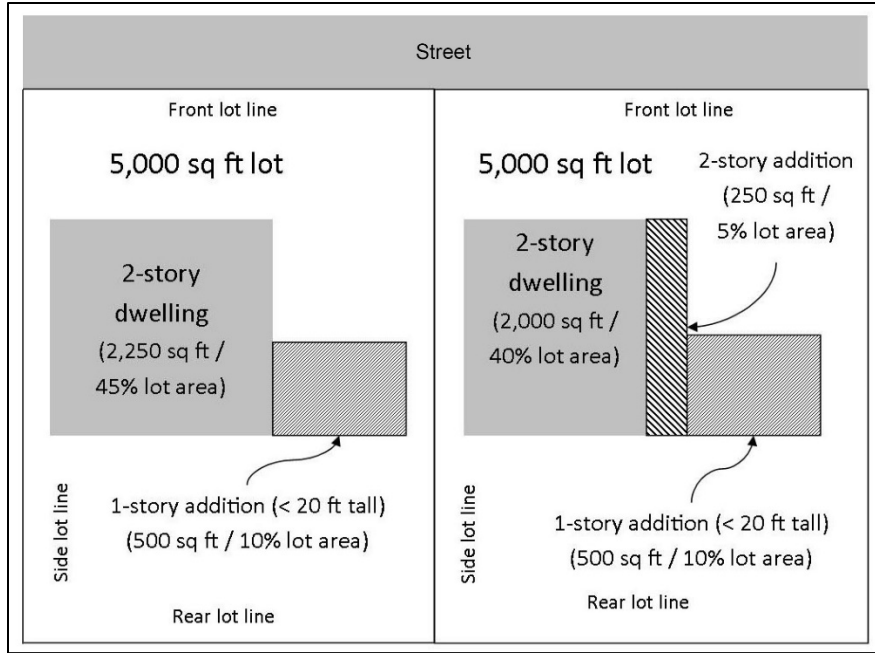 Street
Front lot line
5,000 sq ft lot
2-story
dwelling
(2,250 sq ft /
45% lot area)
1-story addition (< 20 ft tall)
(500 sq ft / 10% lot area)
Side lot line
Rear lot line
Front lot line
5,000 sq ft lot
2-story addition
(250 sq ft /
5% lot area)
2-story
dwelling
(2,000 sq ft /
40% lot area)
1-story addition (< 20 ft tall)
(500 sq ft / 10% lot area)
Side lot line
Rear lot line